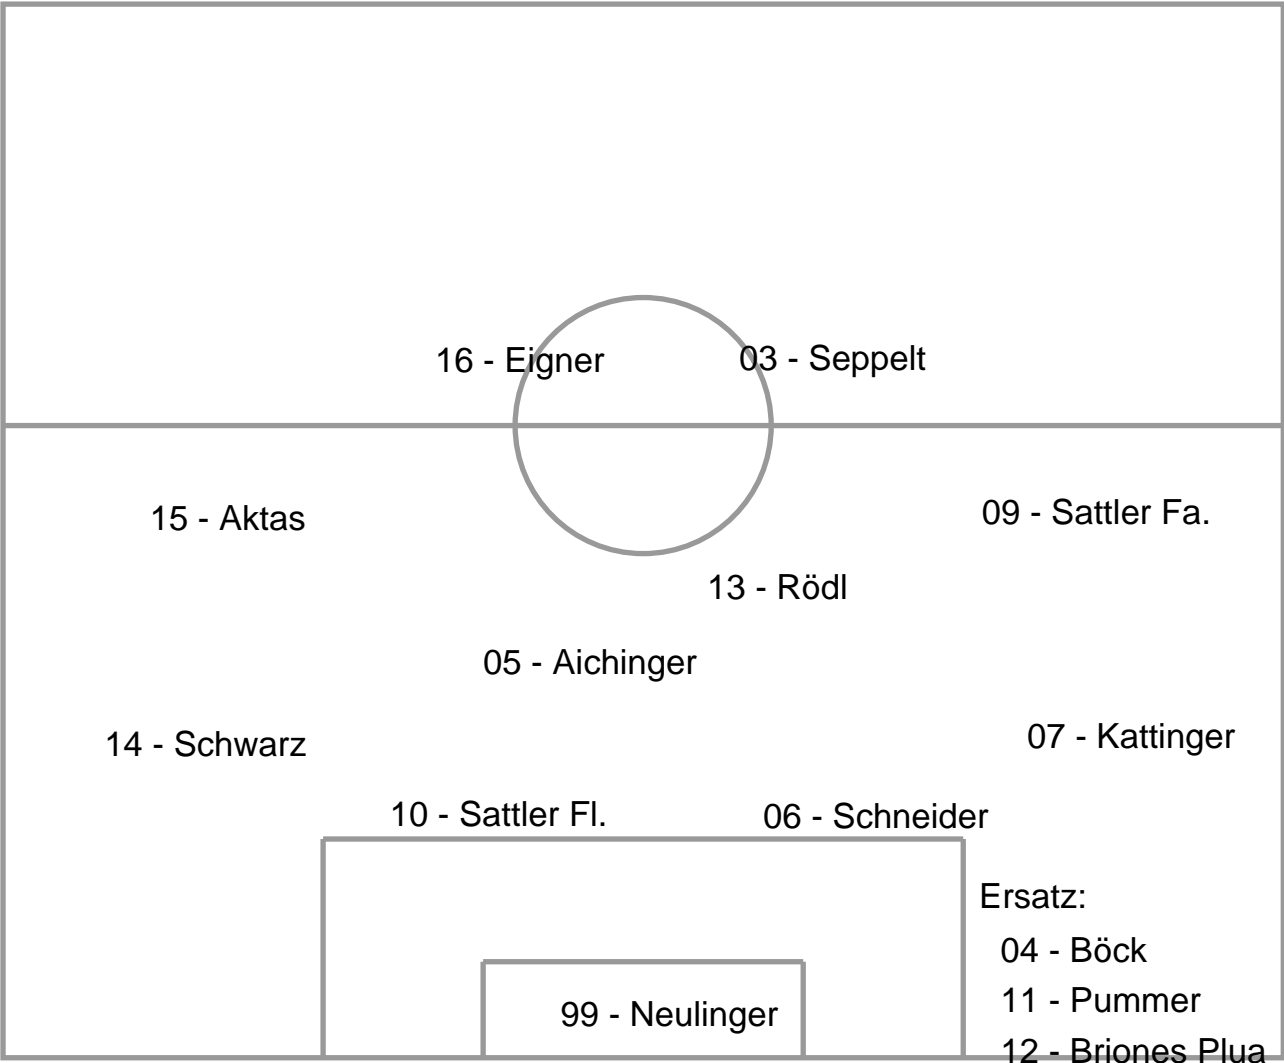 16 - Eigner
03 - Seppelt
15 - Aktas
09 - Sattler Fa.
13 - Rödl
05 - Aichinger
14 - Schwarz
07 - Kattinger
10 - Sattler Fl.
06 - Schneider
Ersatz:
04 - Böck
11 - Pummer
99 - Neulinger
12 - Briones Plua